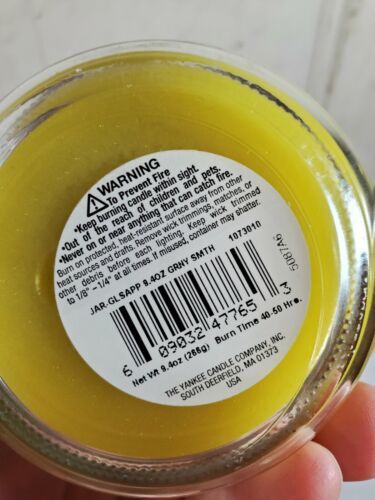 WARNING
To Prevent Fire
•Keep burning candle within sight.
•Out of the reach of children and pets.
•Never on or near anything that can catch fire.
Burn on protected, heat-resistant surface away from other
heat sources and drafts. Remove wick trimmings, matches, or
other debris before each lighting. Keep wick trimmed
to 1/8" - 1/4" at all times. If misused, container may shatter.
JAR-GLSAPP 9.4OZ GRHY SMTH 1073010
5087A6
6 09032 47765 3
Net Wt 9.4oz (266g) Burn Time 40-50 Hrs.
THE YANKEE CANDLE COMPANY, INC.
SOUTH DEERFIELD, MA 01373
USA